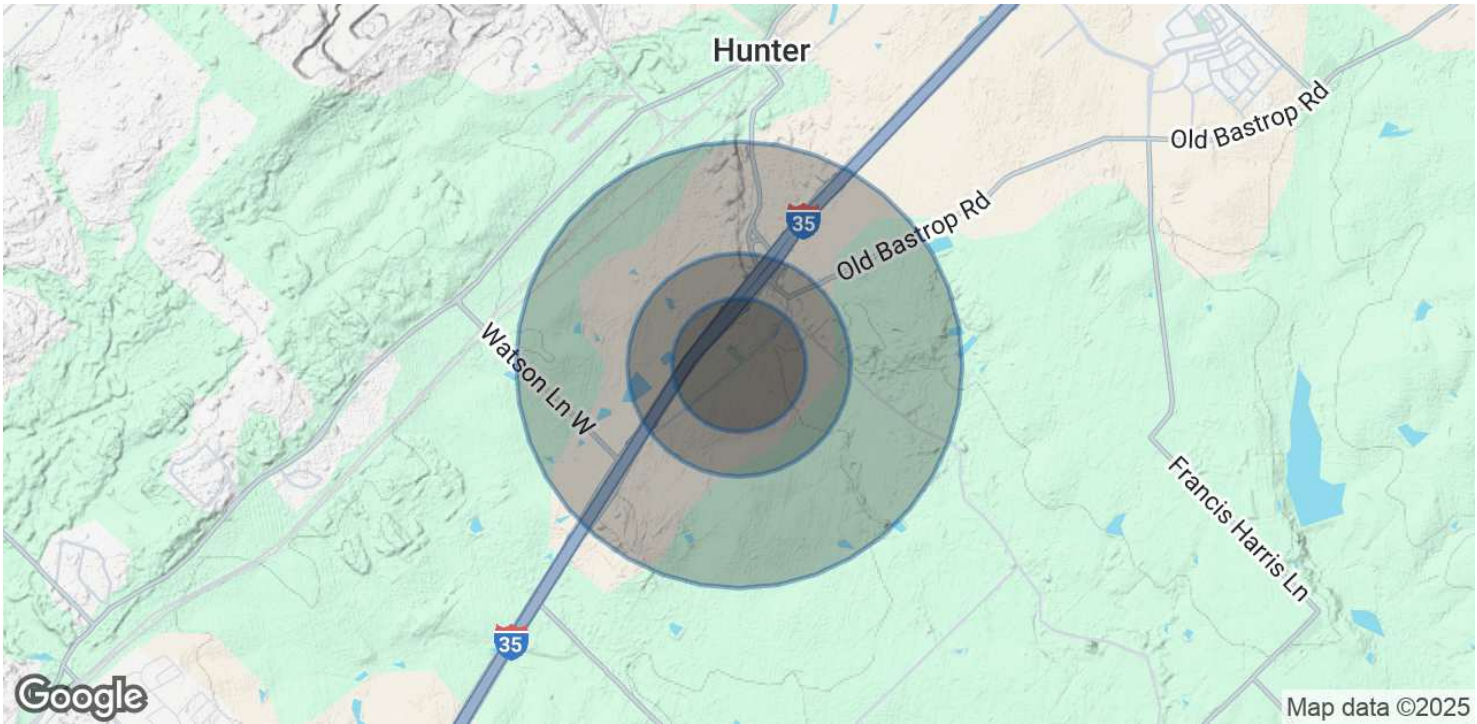 Hunter
Old Bastrop Rd
35
Old Bastrop Rd
Watson Ln W
Francis Harris Ln
35
Google
Map data ©2025